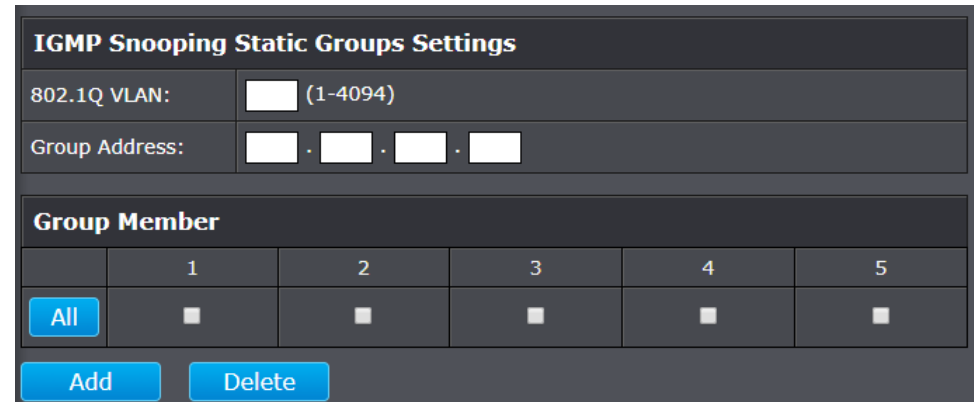 IGMP Snooping Static Groups Settings
802.1Q VLAN: (1-4094)
Group Address: . . .
Group Member
1 2 3 4 5
All
Add Delete